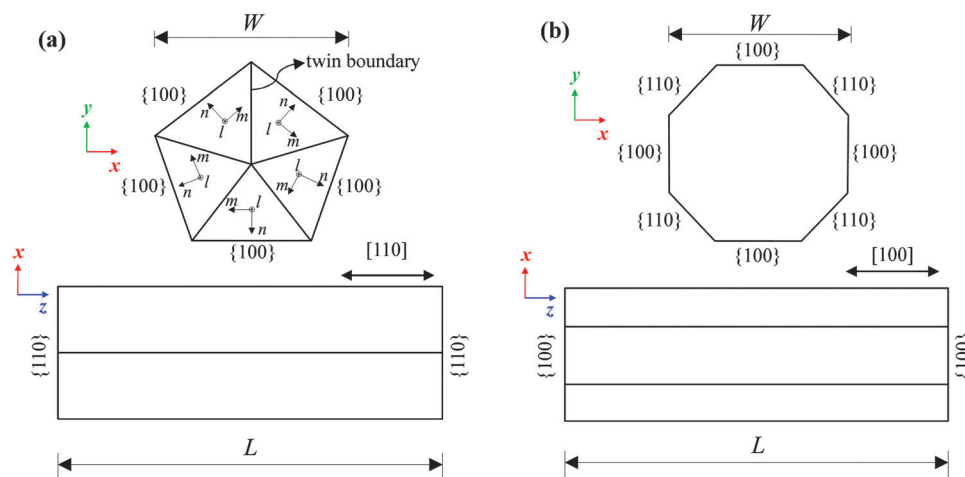 (a)
W
twin boundary
{100}
{100}
y
x
n
m
l
n
l
m
m
n
l
l
m
n
m
l
n
{100}
{100}
{100}
[110]
x
z
{110}
{110}
L
(b)
W
{100}
{110}
{110}
y
x
{100}
{100}
{110}
{110}
{100}
[100]
x
z
{100}
{100}
L